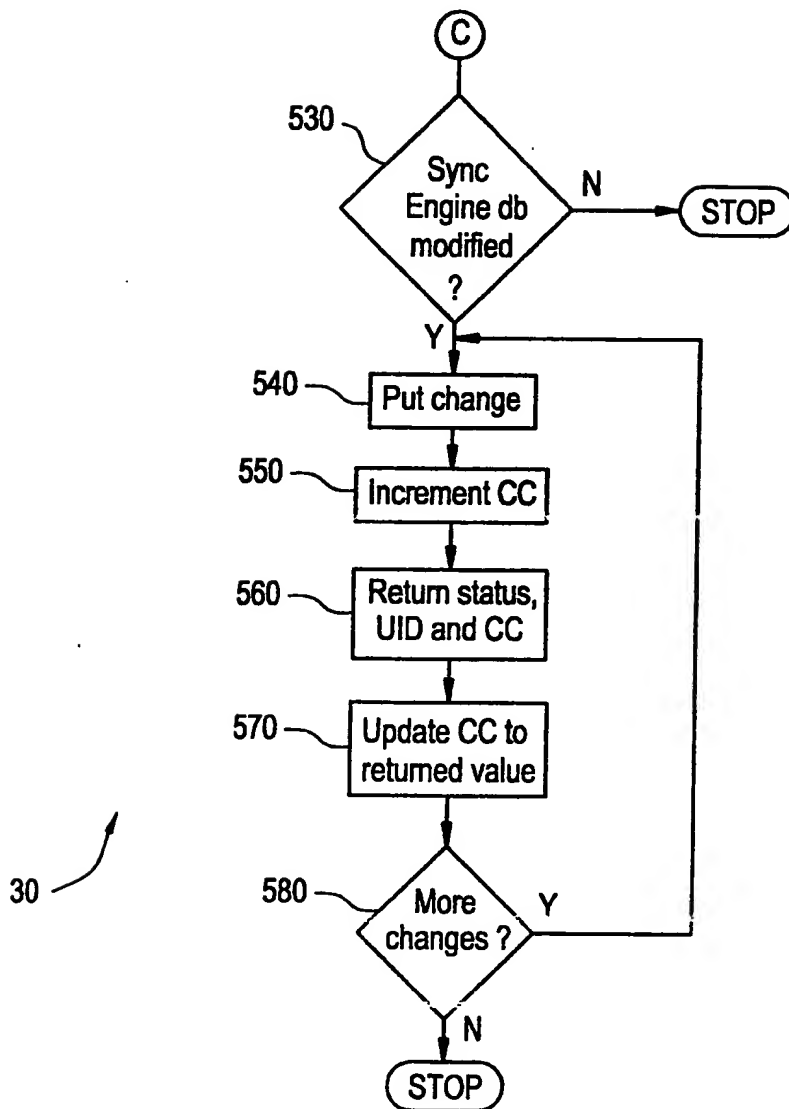 C
530
Sync
Engine db
modified
?
N
STOP
Y
540
Put change
550
Increment CC
560
Return status,
UID and CC
570
Update CC to
returned value
30
580
More
changes ?
Y
N
STOP